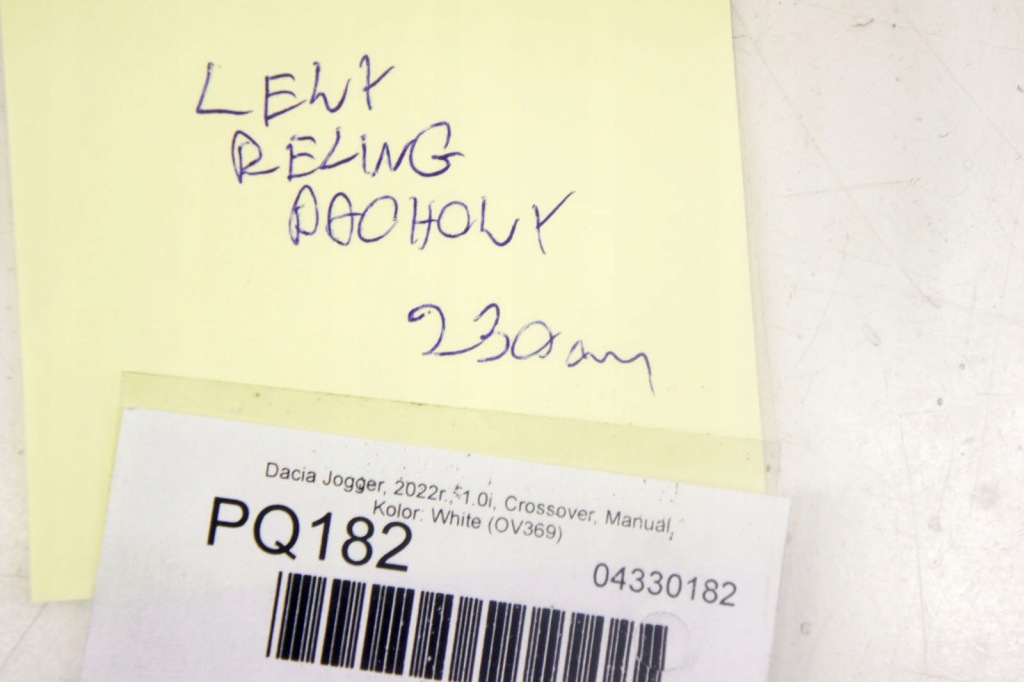 LEWY
RELING
DACHOWY
230cm
Dacia Jogger, 2022r., 1.0i, Crossover, Manual,
Kolor: White (OV369)
PQ182
04330182